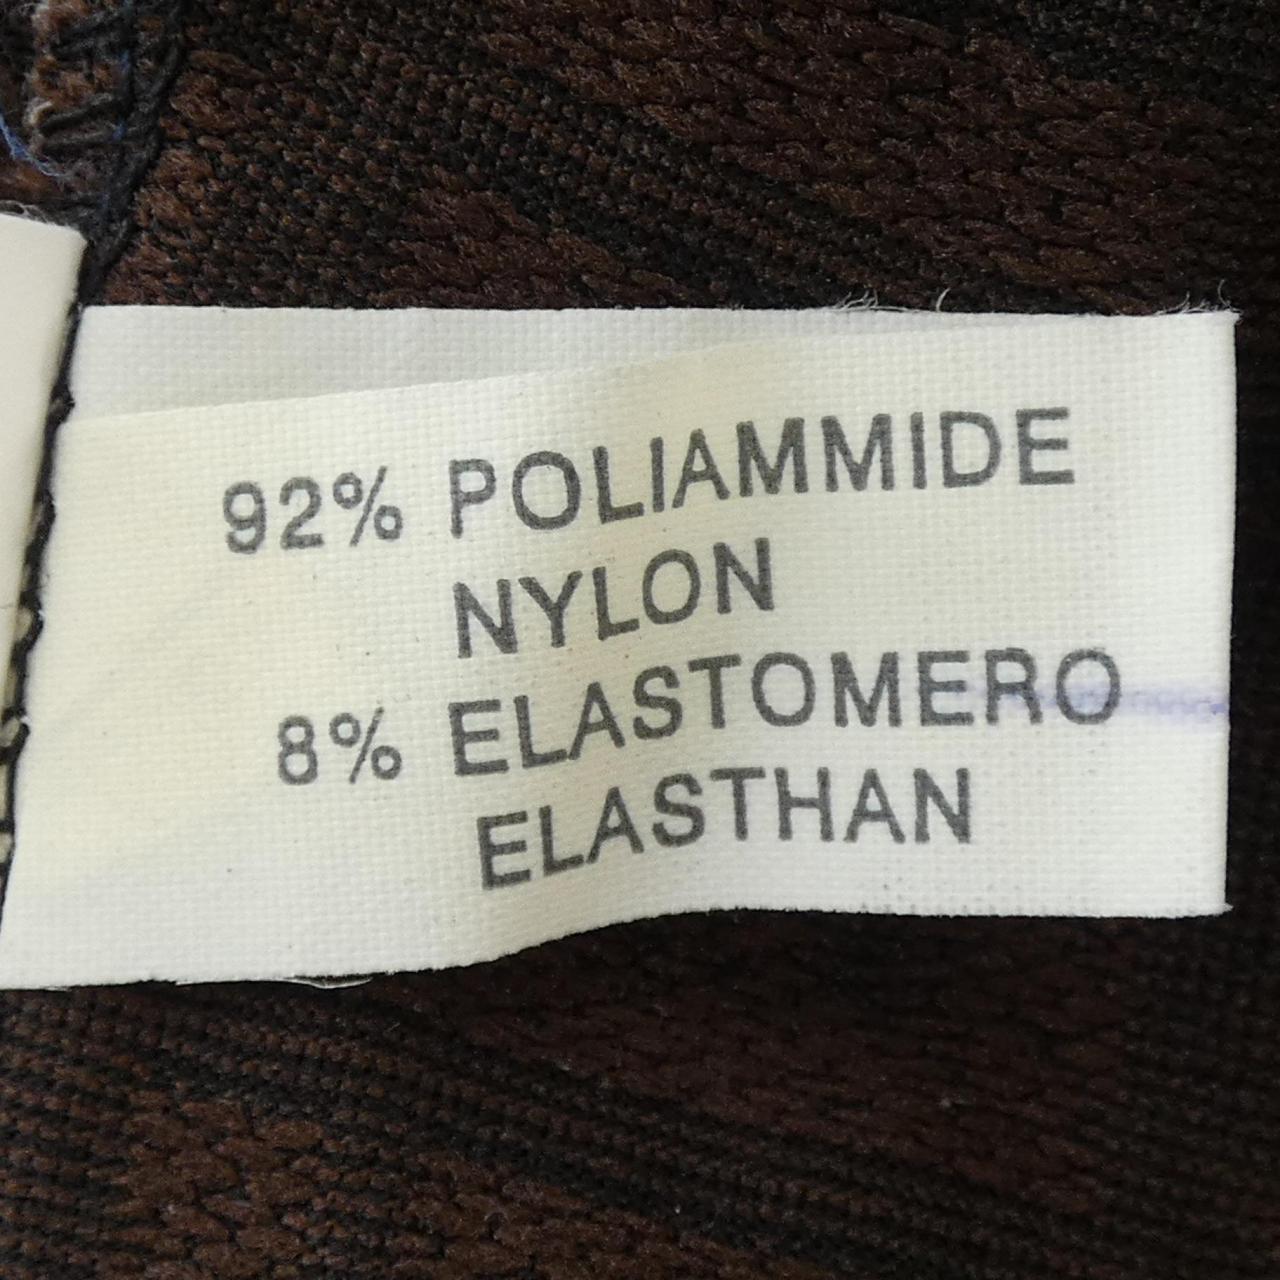 92% POLIAMMIDE
NYLON
8% ELASTOMERO
ELASTHAN